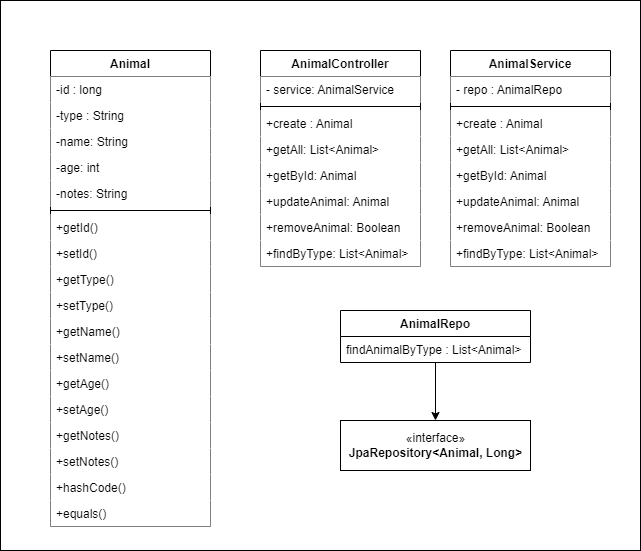 Animal
-id : long
-type : String
-name: String
-age: int
-notes: String
+getId()
+setId()
+getType()
+setType()
+getName()
+setName()
+getAge()
+setAge()
+getNotes()
+setNotes()
+hashCode()
+equals()
AnimalController
- service: AnimalService
+create : Animal
+getAll: List<Animal>
+getById: Animal
+updateAnimal: Animal
+removeAnimal: Boolean
+findByType: List<Animal>
AnimalService
- repo : AnimalRepo
+create : Animal
+getAll: List<Animal>
+getById: Animal
+updateAnimal: Animal
+removeAnimal: Boolean
+findByType: List<Animal>
AnimalRepo
findAnimalByType : List<Animal>
«interface»
JpaRepository<Animal, Long>